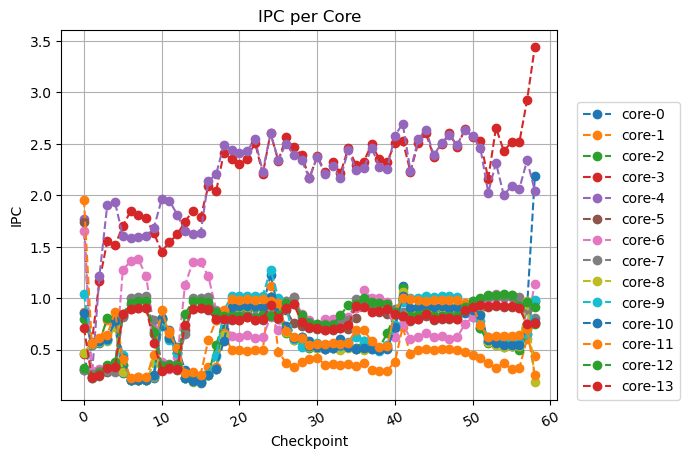 IPC per Core
3.5
3.0
2.5
2.0
1.5
1.0
0.5
IPC
0
10
20
30
40
50
60
Checkpoint
core-0
core-1
core-2
core-3
core-4
core-5
core-6
core-7
core-8
core-9
core-10
core-11
core-12
core-13